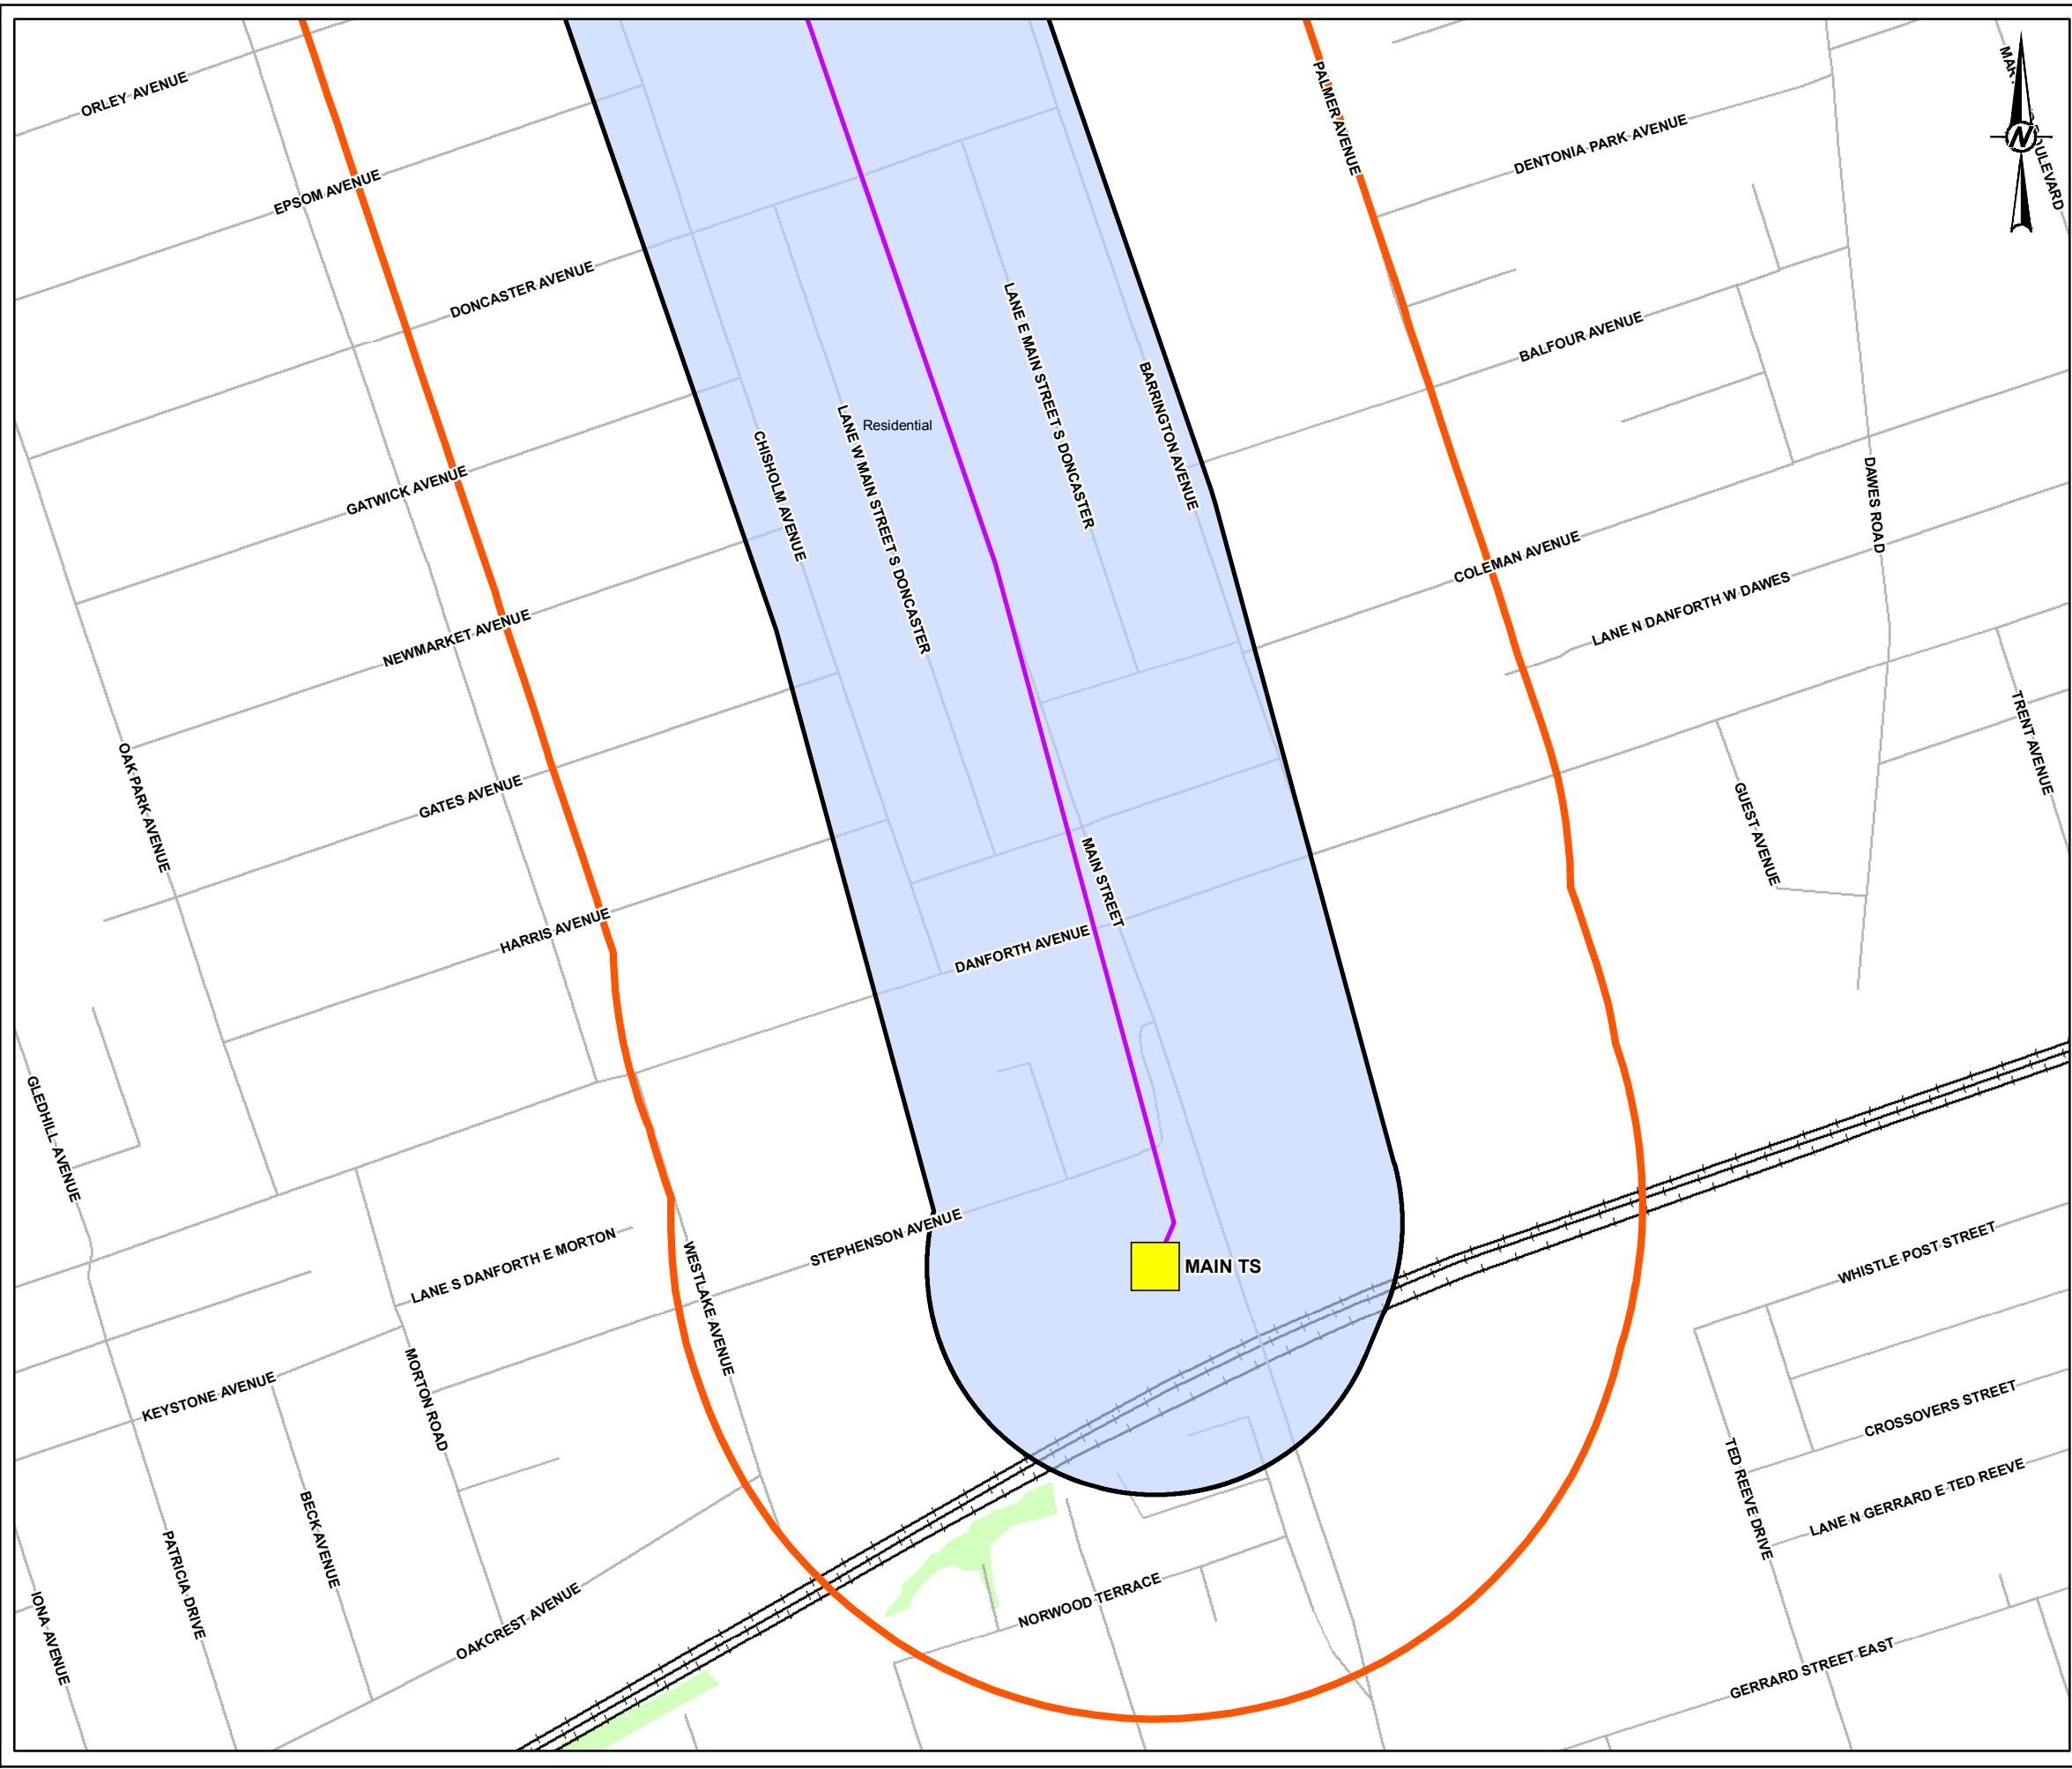 ORLEY AVENUE
EPSOM AVENUE
DONCASTER AVENUE
PALMER AVENUE
DENTONIA PARK AVENUE
N
BALFOUR AVENUE
GATWICK AVENUE
CHISHOLM AVENUE
LANE W MAIN STREET S DONCASTER
Residential
LANE E MAIN STREET S DONCASTER
BARRINGTON AVENUE
DAWES ROAD
COLEMAN AVENUE
LANE N DANFORTH W DAWES
NEWMARKET AVENUE
OAK PARK AVENUE
GATES AVENUE
TRENT AVENUE
GUEST AVENUE
MAIN STREET
HARRIS AVENUE
DANFORTH AVENUE
GLEDHILL AVENUE
LANE S DANFORTH E MORTON
WESTLAKE AVENUE
STEPHENSON AVENUE
MAIN TS
WHISTLE POST STREET
KEYSTONE AVENUE
MORTON ROAD
CROSSOVERS STREET
BECK AVENUE
PATRICIA DRIVE
TED REEVE DRIVE
LANE N GERRARD E TED REEVE
IONA AVENUE
OAKCREST AVENUE
NORWOOD TERRACE
GERRARD STREET EAST